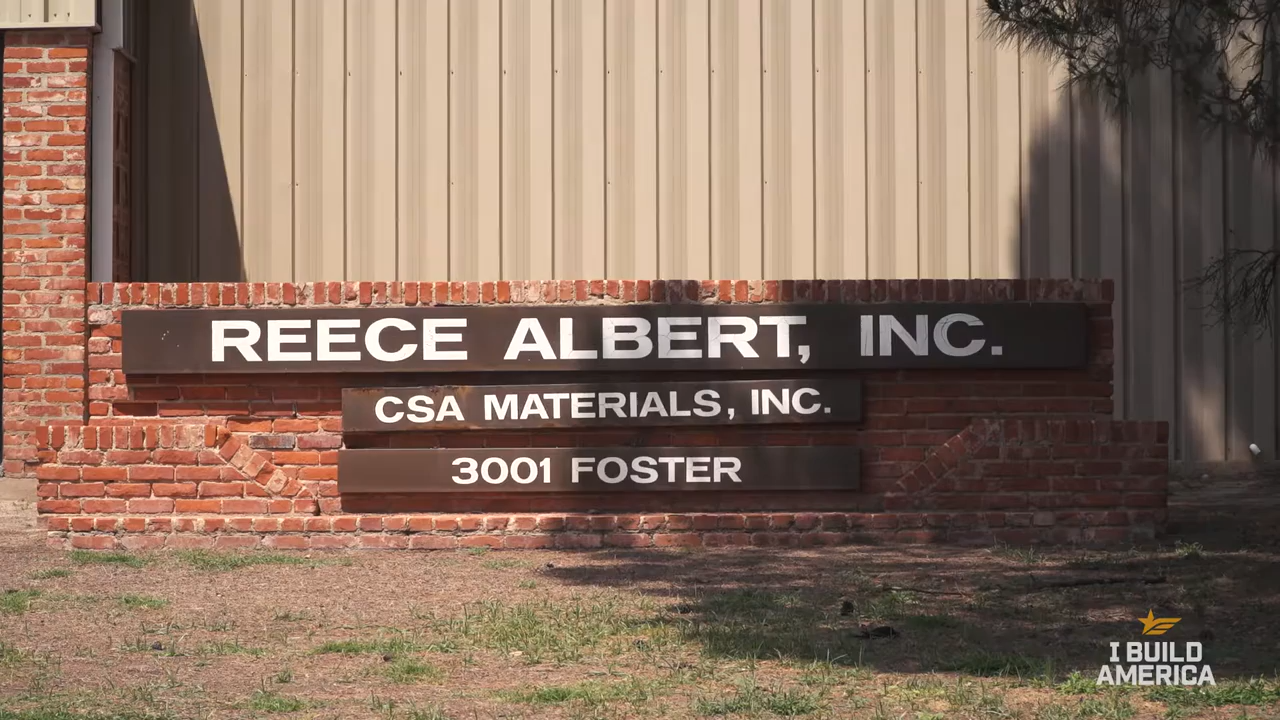 REECE ALBERT, INC.
CSA MATERIALS, INC.
3001 FOSTER
I BUILD
AMERICA